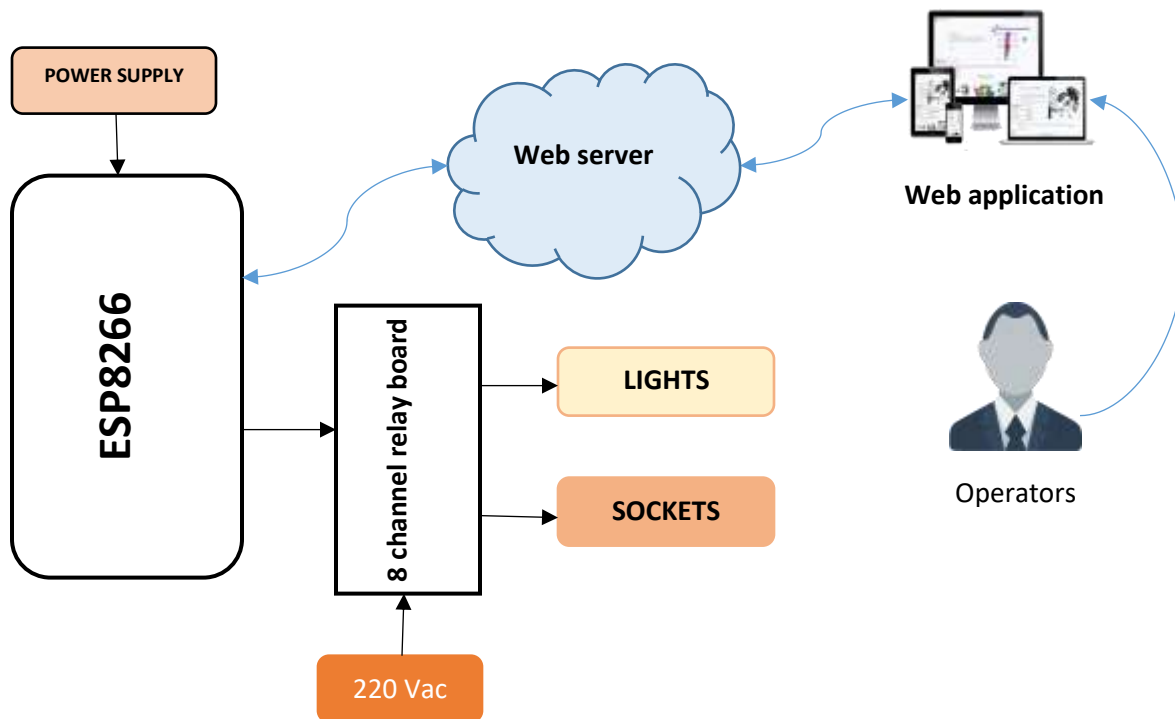 POWER SUPPLY
Web server
Web application
ESP8266
8 channel relay board
LIGHTS
SOCKETS
Operators
220 Vac